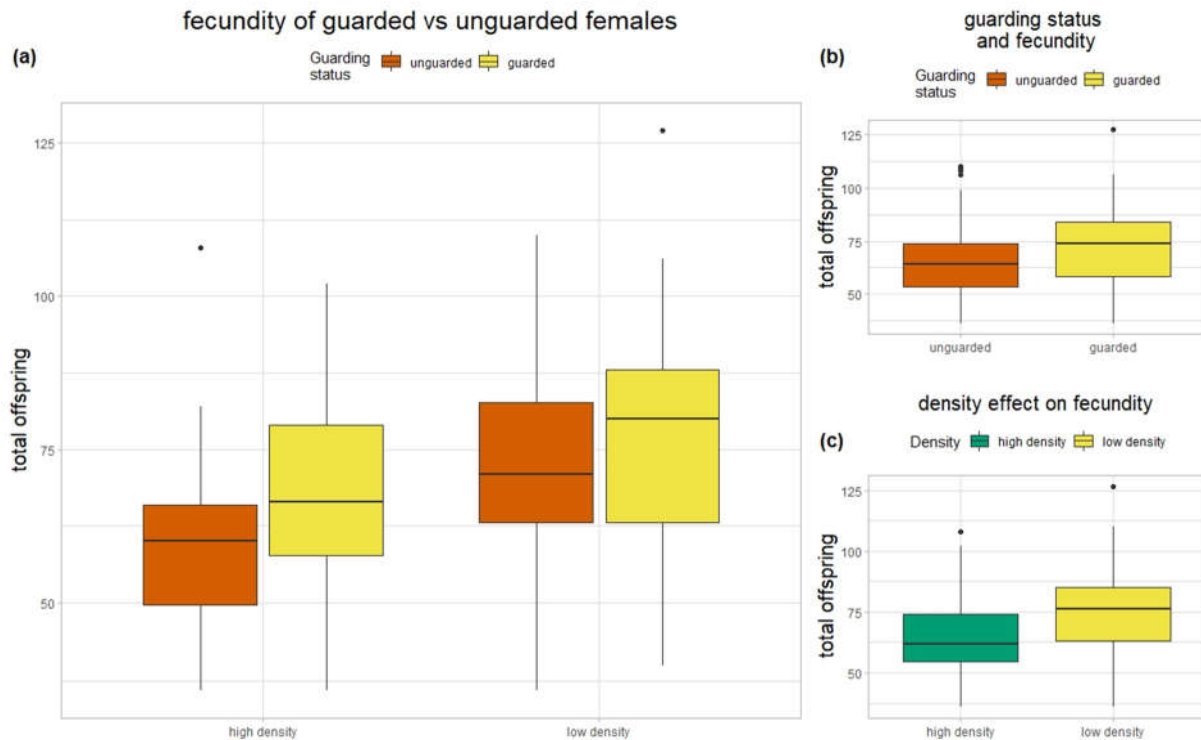 fecundity of guarded vs unguarded females
(a)
Guarding
status
unguarded
guarded
total offspring
125
100
75
50
high density
low density
guarding status
and fecundity
(b)
Guarding
status
unguarded
guarded
total offspring
125
100
75
50
unguarded
guarded
density effect on fecundity
(c)
Density
high density
low density
total offspring
125
100
75
50
high density
low density